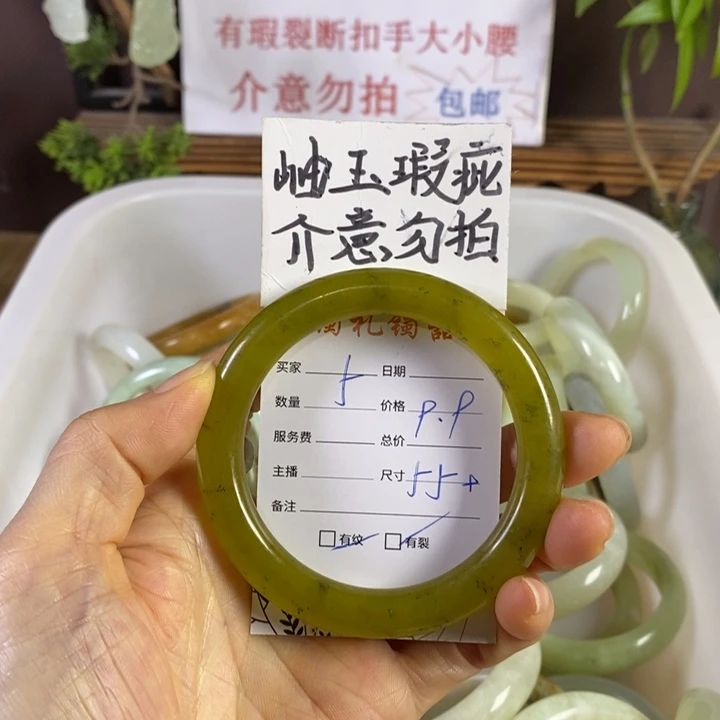 有瑕裂断扣手大小腰
介意勿拍 包邮
岫玉瑕疵
介意勿拍
买家 5 日期
数量 价格 9.9
服务费 总价
主播 尺寸 55+
备注
□有纹 □有裂